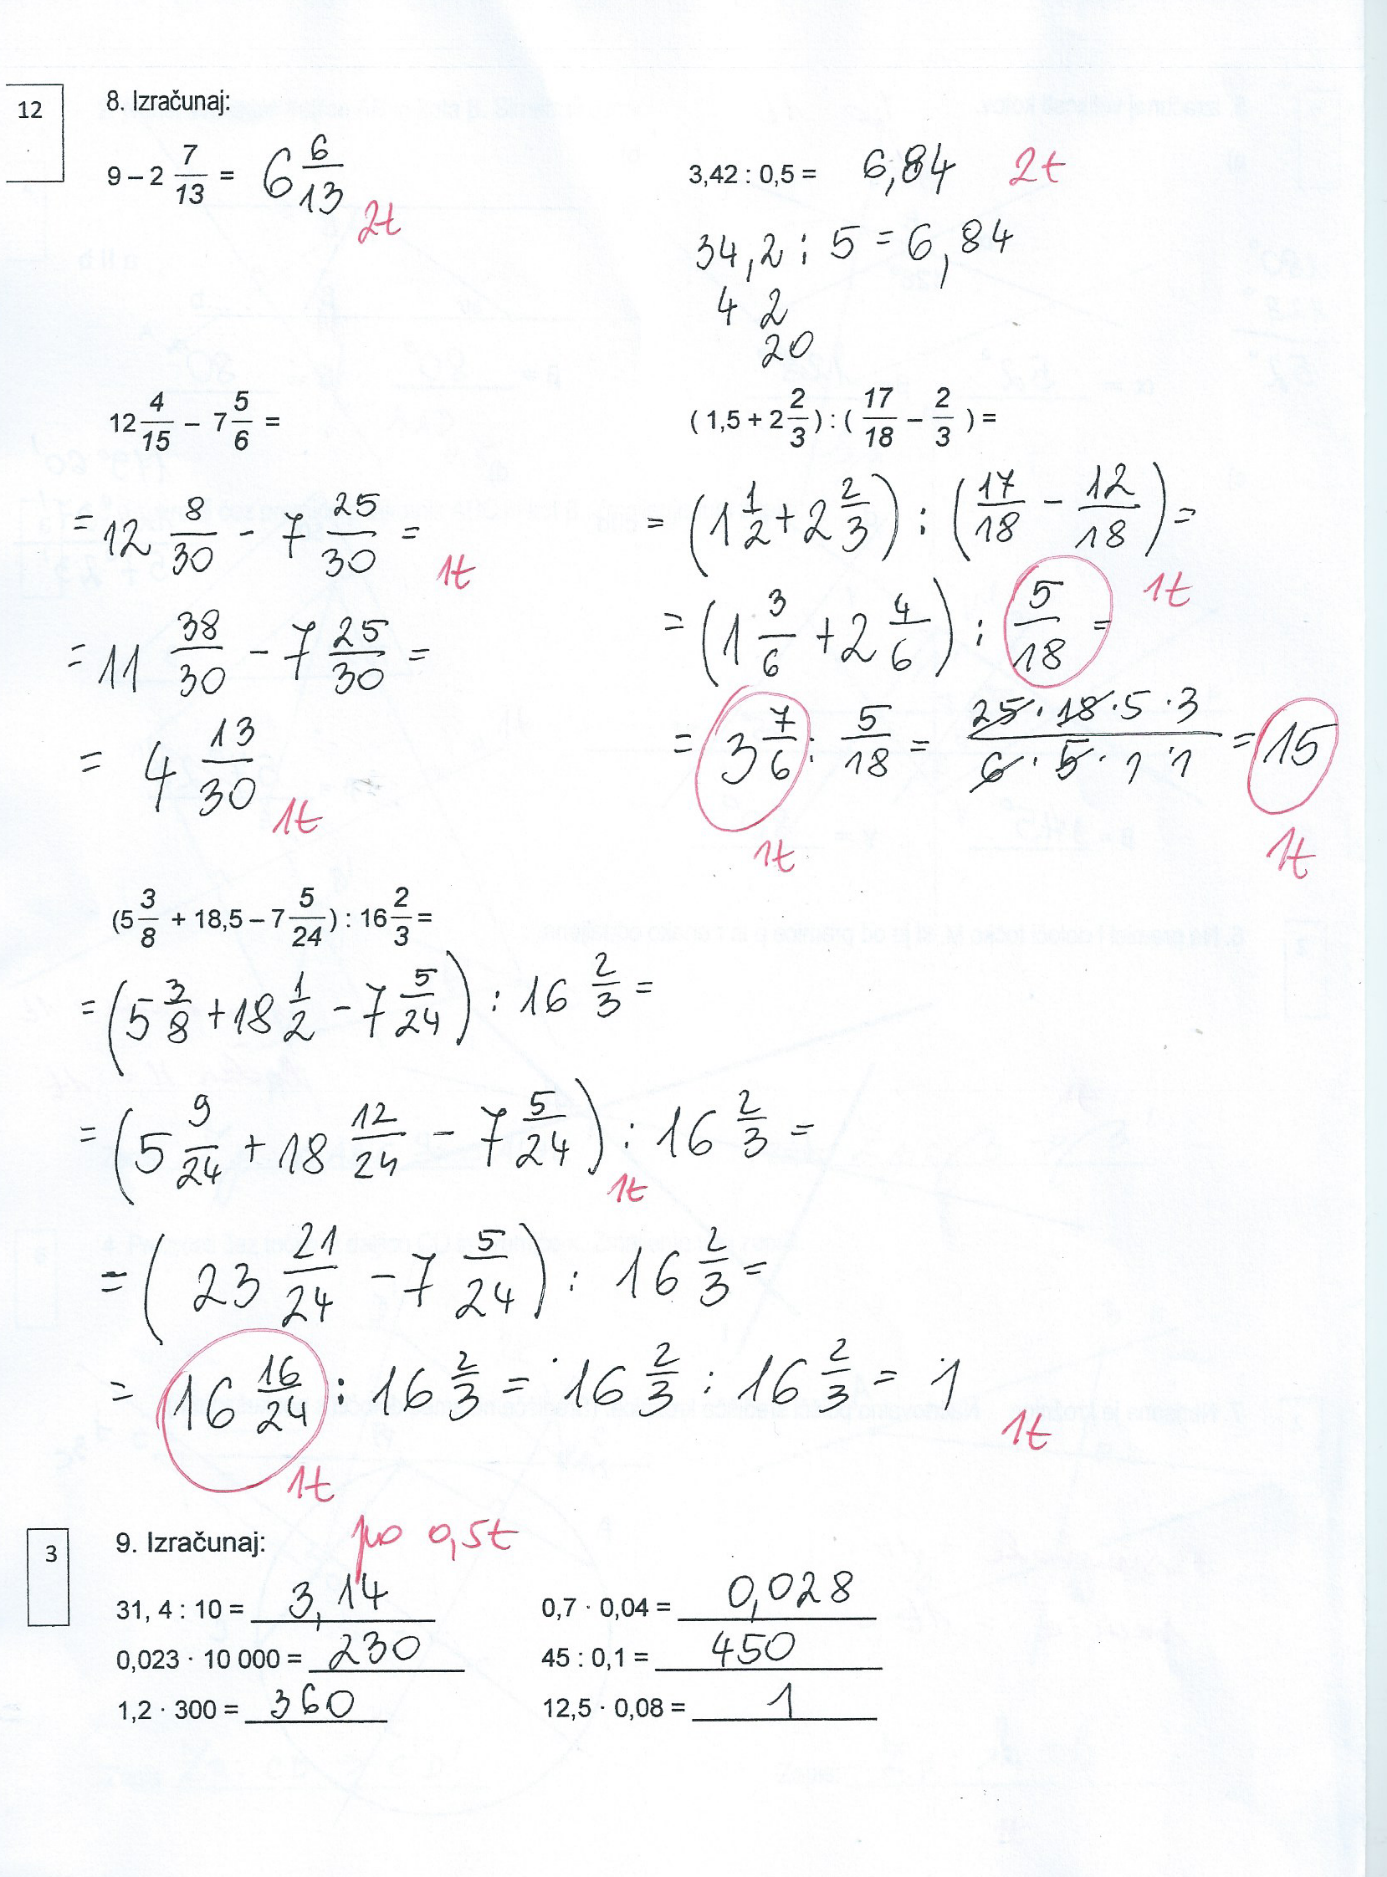 12
8. Izračunaj:
9 – 2 7/13 = 6 6/13
2t
3,42 : 0,5 = 6,84 2t
34,2 : 5 = 6,84
4 2
20
12 4/15 – 7 5/6 =
= 12 8/30 - 7 25/30 =
1t
= 11 38/30 - 7 25/30 =
= 4 13/30
1t
( 1,5 + 2 2/3 ) : ( 17/18 – 2/3 ) =
= (1 1/2 + 2 2/3) : (17/18 - 12/18) =
1t
= (1 3/6 + 2 4/6) : 5/18 =
= 3 7/6 : 5/18 = 25·18·5·3/6·5·1·1 = 15
1t 1t
(5 3/8 + 18,5 – 7 5/24) : 16 2/3 =
= (5 3/8 + 18 1/2 - 7 5/24) : 16 2/3 =
= (5 9/24 + 18 12/24 - 7 5/24) : 16 2/3 =
1t
= (23 21/24 - 7 5/24) : 16 2/3 =
= 16 16/24 : 16 2/3 = 16 2/3 : 16 2/3 = 1
1t 1t
3
9. Izračunaj: po 0,5t
31, 4 : 10 = 3,14
0,7 · 0,04 = 0,028
0,023 · 10 000 = 230
45 : 0,1 = 450
1,2 · 300 = 360
12,5 · 0,08 = 1